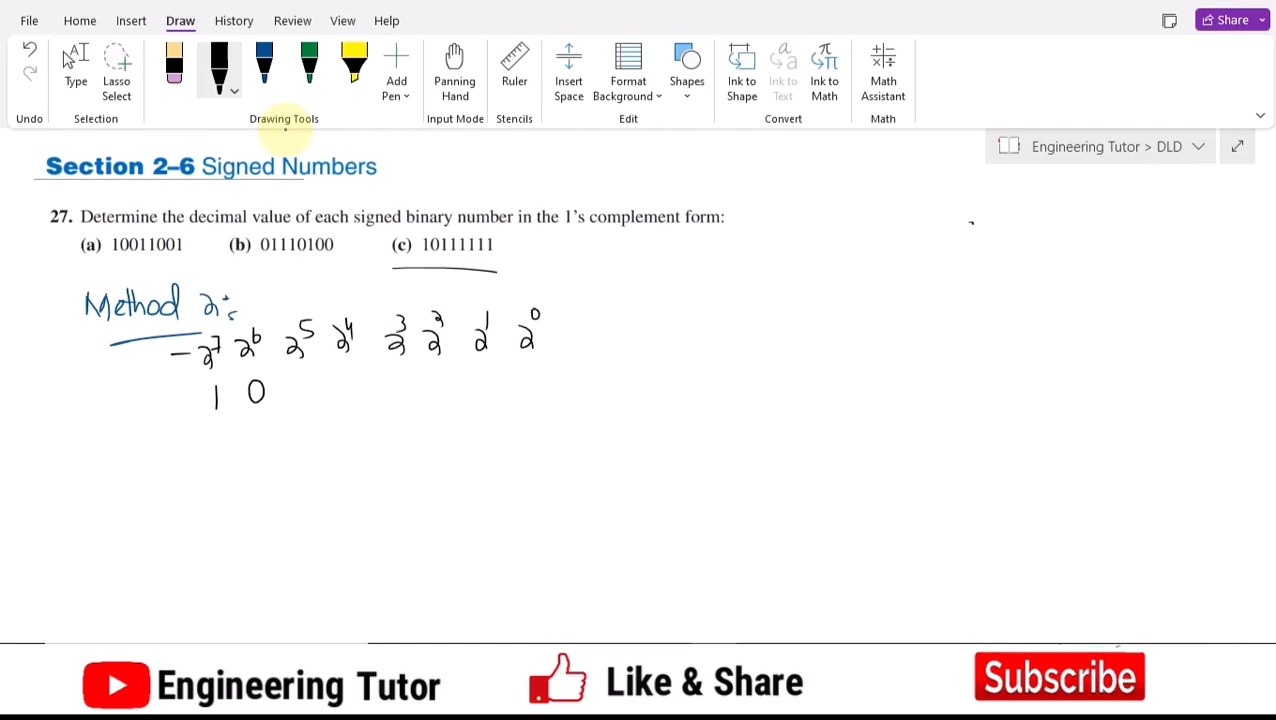 File Home Insert Draw History Review View Help Share
Type Lasso Select Add Pen Panning Hand Ruler Insert Space Format Background Shapes Ink to Shape Ink to Text Ink to Math Math Assistant
Undo Selection Drawing Tools Input Mode Stencils Edit Convert Math
Engineering Tutor > DLD
Section 2–6 Signed Numbers
27. Determine the decimal value of each signed binary number in the 1's complement form:
(a) 10011001 (b) 01110100 (c) 10111111
Method 2:
-2⁷ 2⁶ 2⁵ 2⁴ 2³ 2² 2¹ 2⁰
1 0
Engineering Tutor Like & Share Subscribe